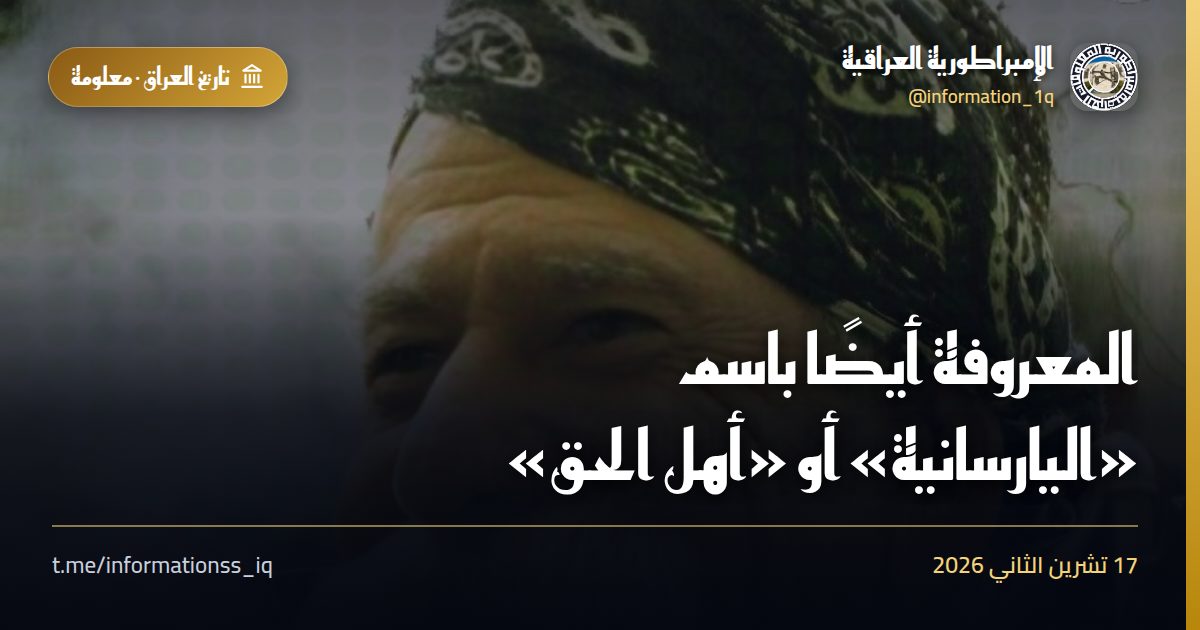 الإمبراطورية العراقية
@information_1q
تاريخ العراق · معلومة
المعروفة أيضًا باسم
«اليارسانية» أو «أهل الحق»
17 تشرين الثاني 2026
t.me/informationss_iq